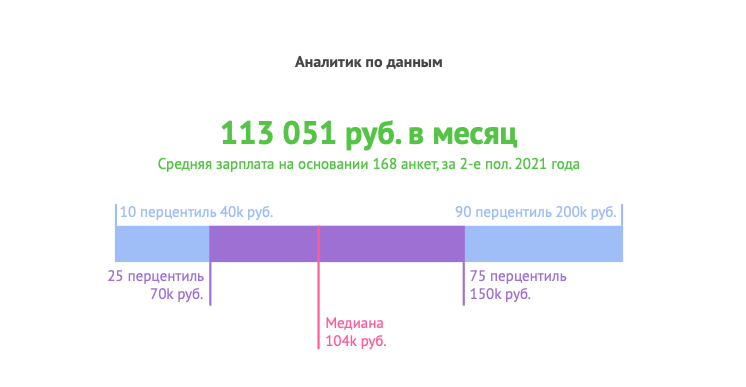 Аналитик по данным
113 051 руб. в месяц
Средняя зарплата на основании 168 анкет, за 2-е пол. 2021 года
10 перцентиль 40k руб.
90 перцентиль 200k руб.
25 перцентиль
70k руб.
75 перцентиль
150k руб.
Медиана
104k руб.